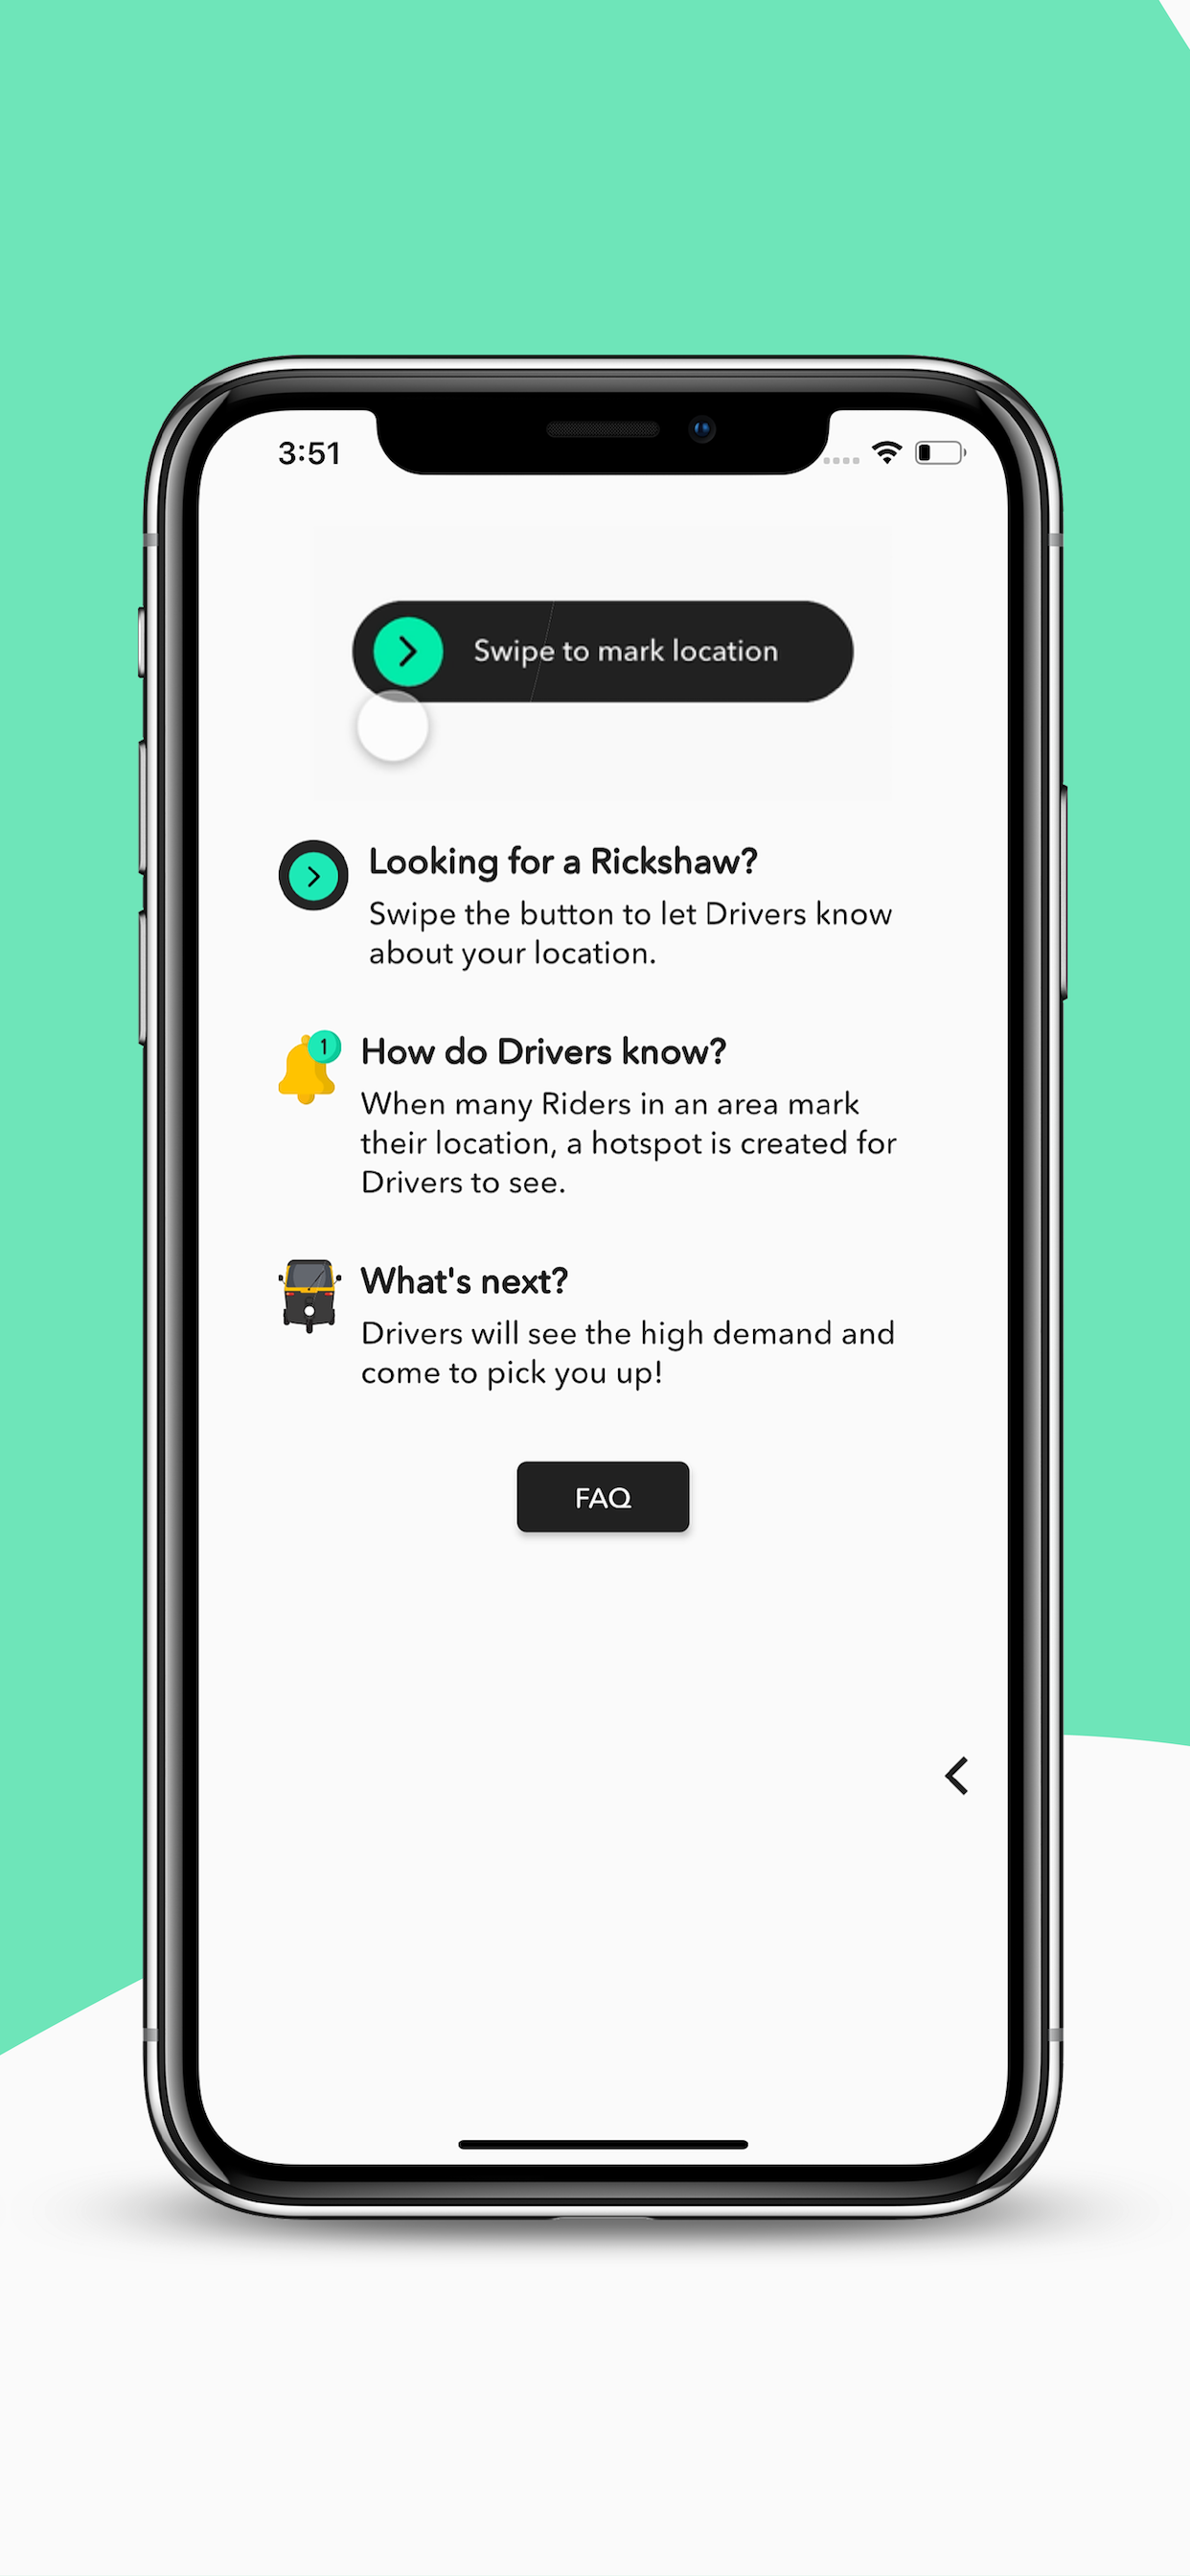 3:51
Swipe to mark location
Looking for a Rickshaw?
Swipe the button to let Drivers know
about your location.
1
How do Drivers know?
When many Riders in an area mark
their location, a hotspot is created for
Drivers to see.
What's next?
Drivers will see the high demand and
come to pick you up!
FAQ